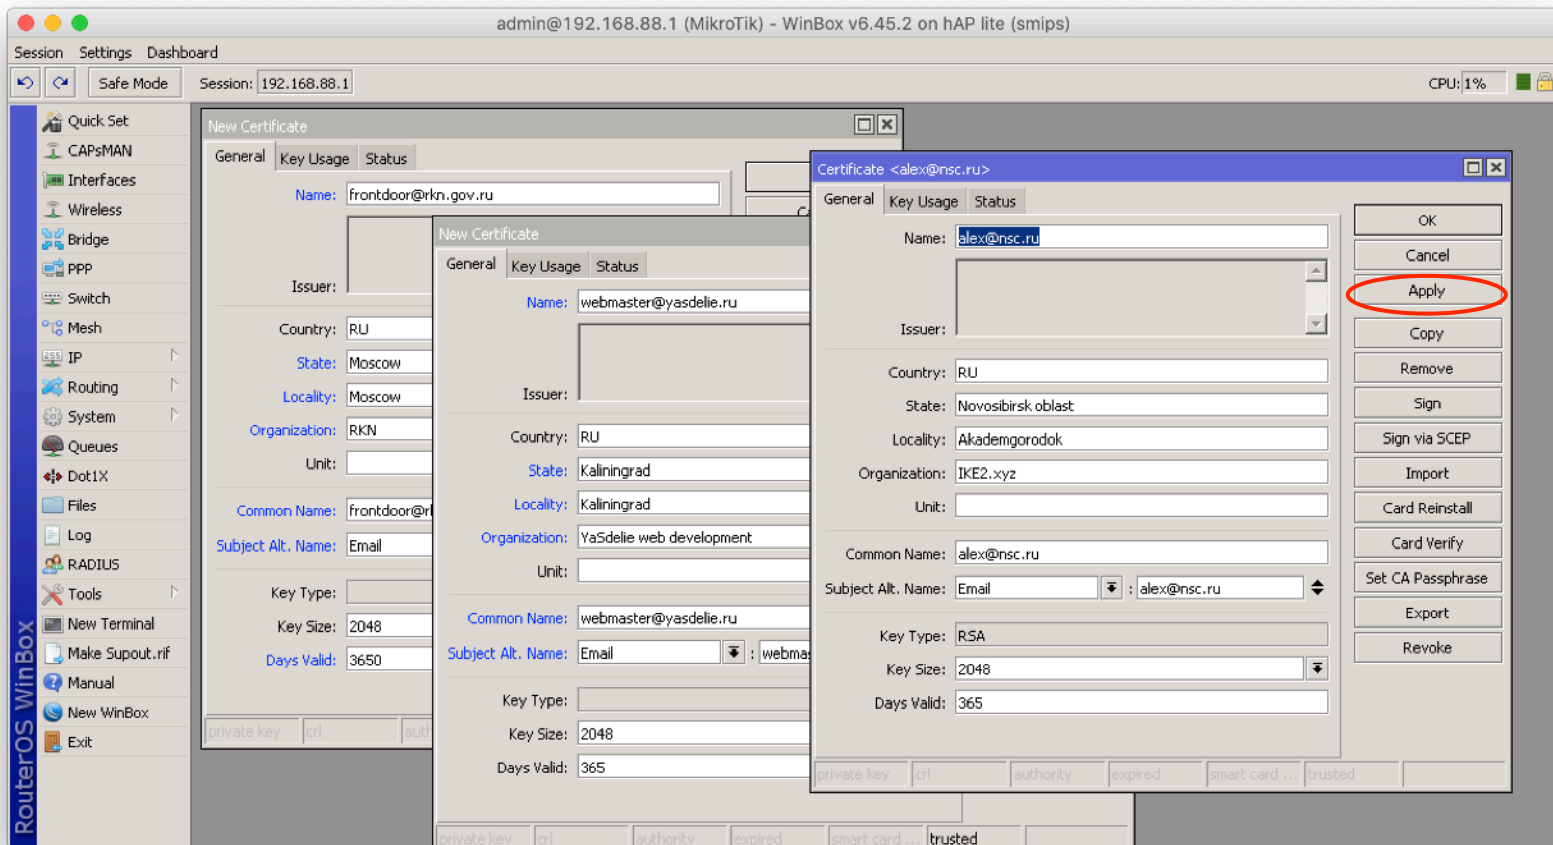 admin@192.168.88.1 (MikroTik) - WinBox v6.45.2 on hAP lite (smips)
Session Settings Dashboard
Safe Mode Session: 192.168.88.1 CPU: 1%
Quick Set
CAPsMAN
Interfaces
Wireless
Bridge
PPP
Switch
Mesh
IP
Routing
System
Queues
Dot1X
Files
Log
RADIUS
Tools
New Terminal
Make Supout.rif
Manual
New WinBox
Exit
RouterOS WinBox
New Certificate
General Key Usage Status
Name: frontdoor@rkn.gov.ru
Issuer:
Country: RU
State: Moscow
Locality: Moscow
Organization: RKN
Unit:
Common Name: frontdoor@r
Subject Alt. Name: Email
Key Type:
Key Size: 2048
Days Valid: 3650
private key crl auth
New Certificate
General Key Usage Status
Name: webmaster@yasdelie.ru
Issuer:
Country: RU
State: Kaliningrad
Locality: Kaliningrad
Organization: YaSdelie web development
Unit:
Common Name: webmaster@yasdelie.ru
Subject Alt. Name: Email : webmas
Key Type:
Key Size: 2048
Days Valid: 365
private key crl authority expired smart card ... trusted
Certificate <alex@nsc.ru>
General Key Usage Status
Name: alex@nsc.ru
Issuer:
Country: RU
State: Novosibirsk oblast
Locality: Akademgorodok
Organization: IKE2.xyz
Unit:
Common Name: alex@nsc.ru
Subject Alt. Name: Email : alex@nsc.ru
Key Type: RSA
Key Size: 2048
Days Valid: 365
OK
Cancel
Apply
Copy
Remove
Sign
Sign via SCEP
Import
Card Reinstall
Card Verify
Set CA Passphrase
Export
Revoke
private key crl authority expired smart card ... trusted